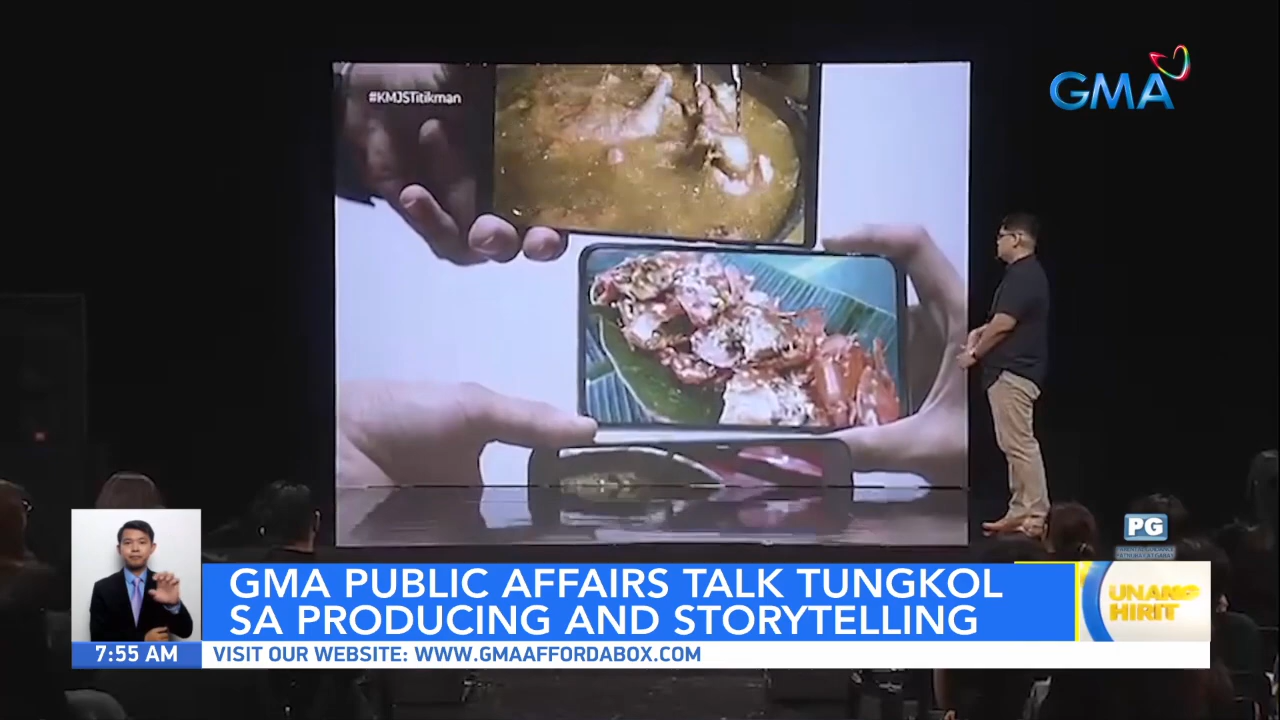 #KMJSTitikman
GMA
PG
GMA PUBLIC AFFAIRS TALK TUNGKOL
SA PRODUCING AND STORYTELLING
UNANG
HIRIT
7:55 AM
VISIT OUR WEBSITE: WWW.GMAAFFORDABOX.COM